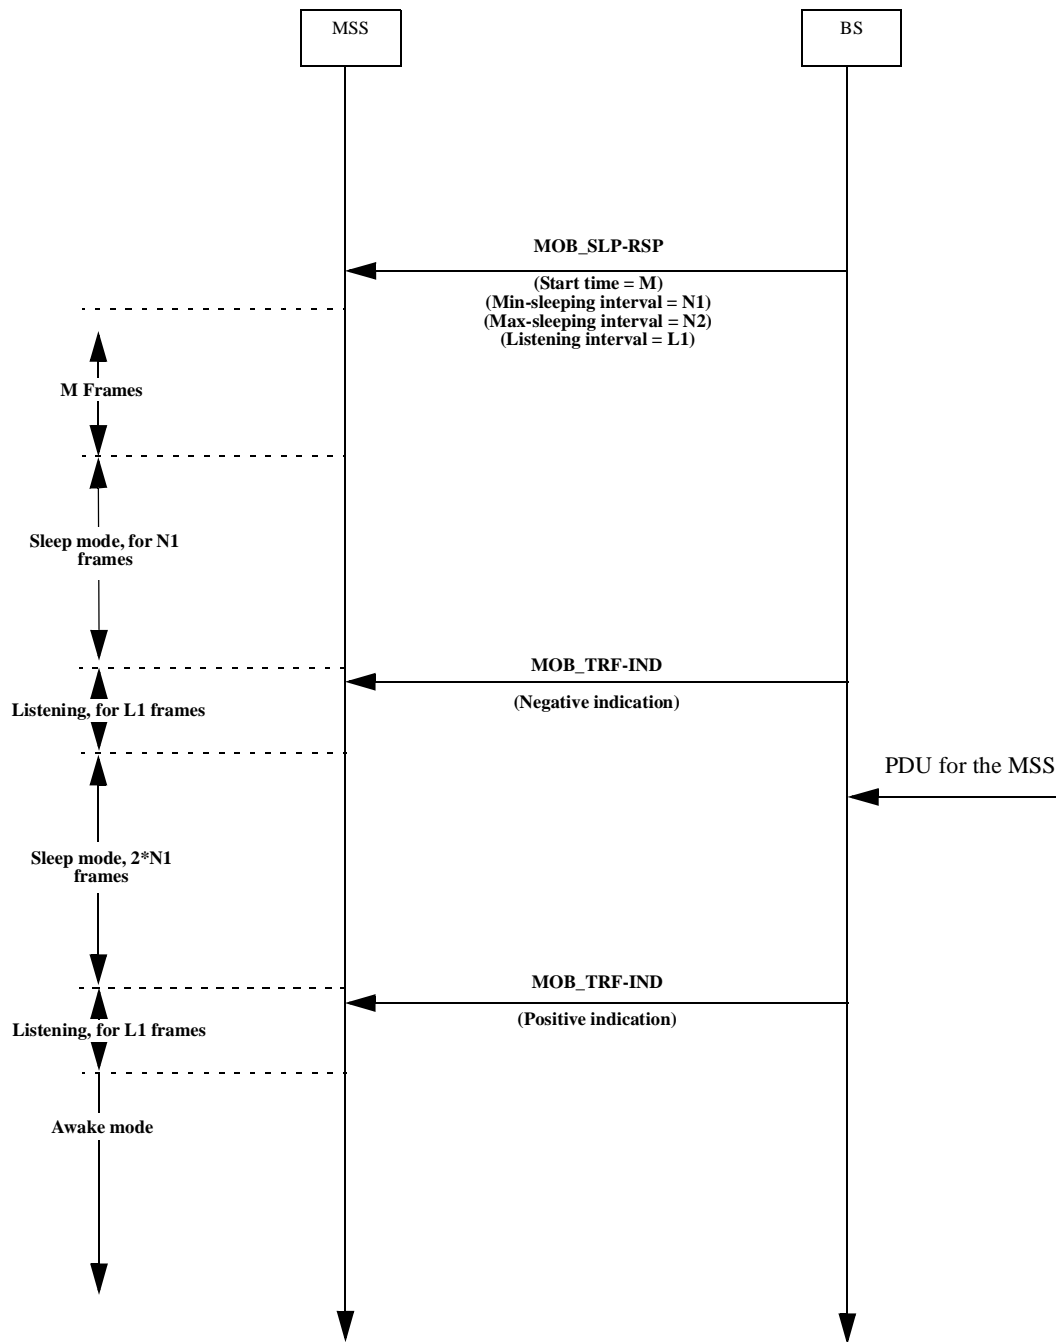 MSS
BS
MOB_SLP-RSP
(Start time = M)
(Min-sleeping interval = N1)
(Max-sleeping interval = N2)
(Listening interval = L1)
M Frames
Sleep mode, for N1
frames
MOB_TRF-IND
(Negative indication)
Listening, for L1 frames
PDU for the MSS
Sleep mode, 2*N1
frames
MOB_TRF-IND
(Positive indication)
Listening, for L1 frames
Awake mode